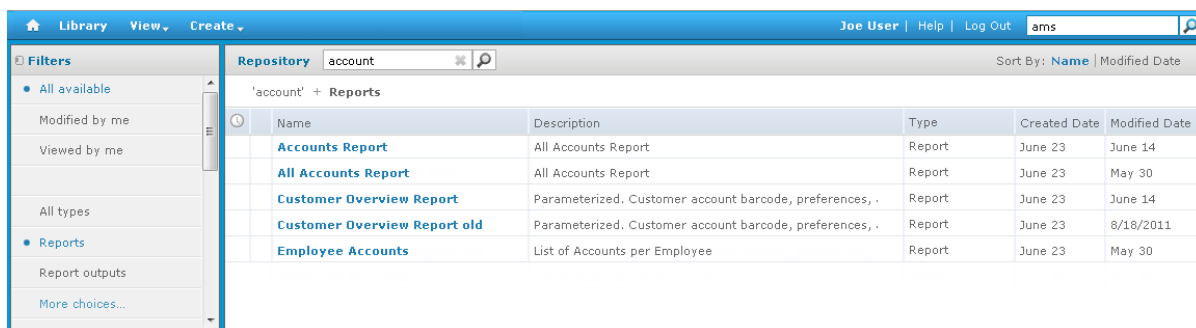 Library View Create Joe User | Help | Log Out ams
Filters
All available
Modified by me
Viewed by me
All types
Reports
Report outputs
More choices...
Repository account Sort By: Name | Modified Date
'account' + Reports
Name Description Type Created Date Modified Date
Accounts Report All Accounts Report Report June 23 June 14
All Accounts Report All Accounts Report Report June 23 May 30
Customer Overview Report Parameterized. Customer account barcode, preferences, . Report June 23 June 14
Customer Overview Report old Parameterized. Customer account barcode, preferences, . Report June 23 8/18/2011
Employee Accounts List of Accounts per Employee Report June 23 May 30